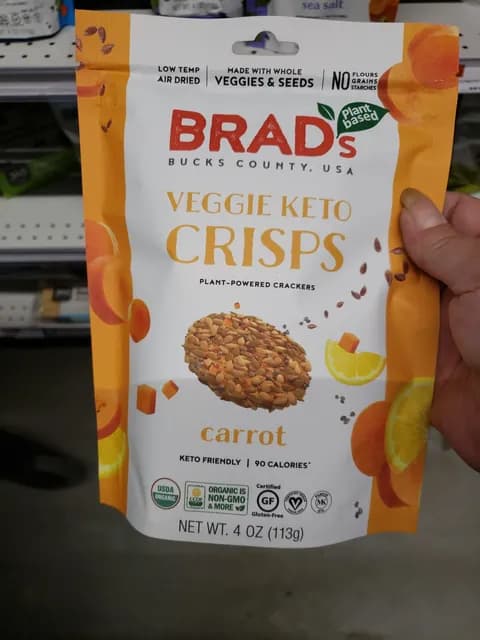 sea salt
LOW TEMP
AIR DRIED
MADE WITH WHOLE
VEGGIES & SEEDS
NO FLOURS
GRAINS
STARCHES
Plant
based
BRAD's
BUCKS COUNTY, USA
VEGGIE KETO
CRISPS
PLANT-POWERED CRACKERS
carrot
KETO FRIENDLY | 90 CALORIES*
USDA
ORGANIC
CCOF
ORGANIC IS
NON-GMO
& MORE
Certified
GF
Gluten-Free
NET WT. 4 OZ (113g)